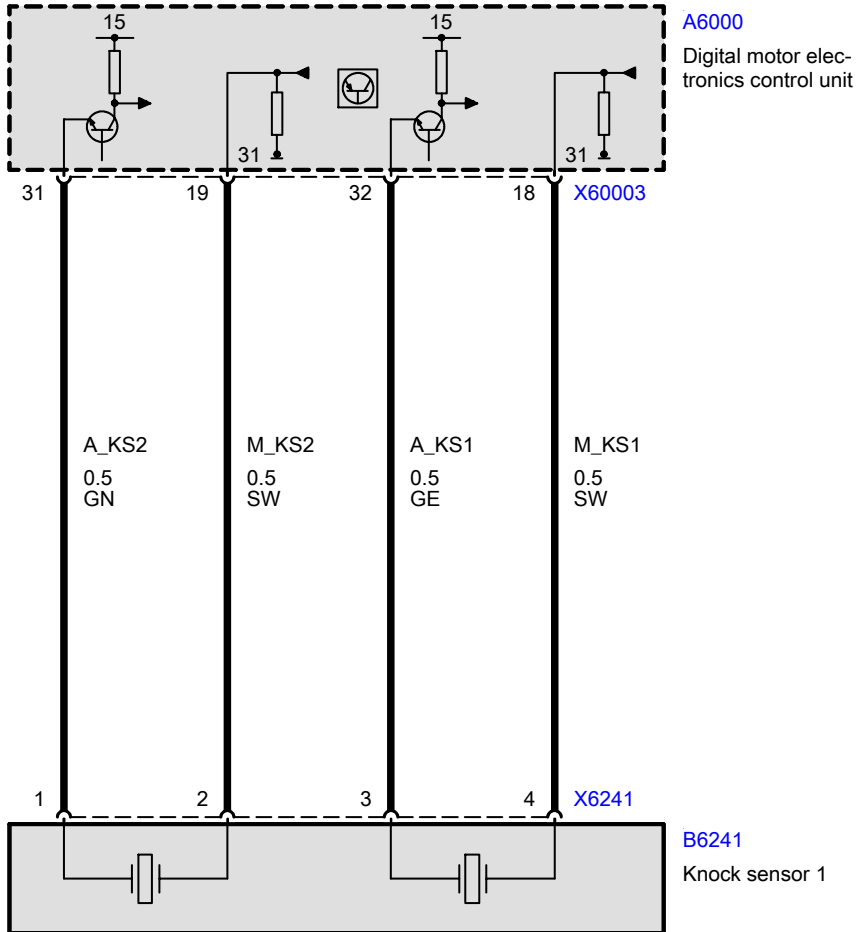 15
15
A6000
Digital motor elec-
tronics control unit
31
31
31
19
32
18
X60003
A_KS2
0.5
GN
M_KS2
0.5
SW
A_KS1
0.5
GE
M_KS1
0.5
SW
1
2
3
4
X6241
B6241
Knock sensor 1